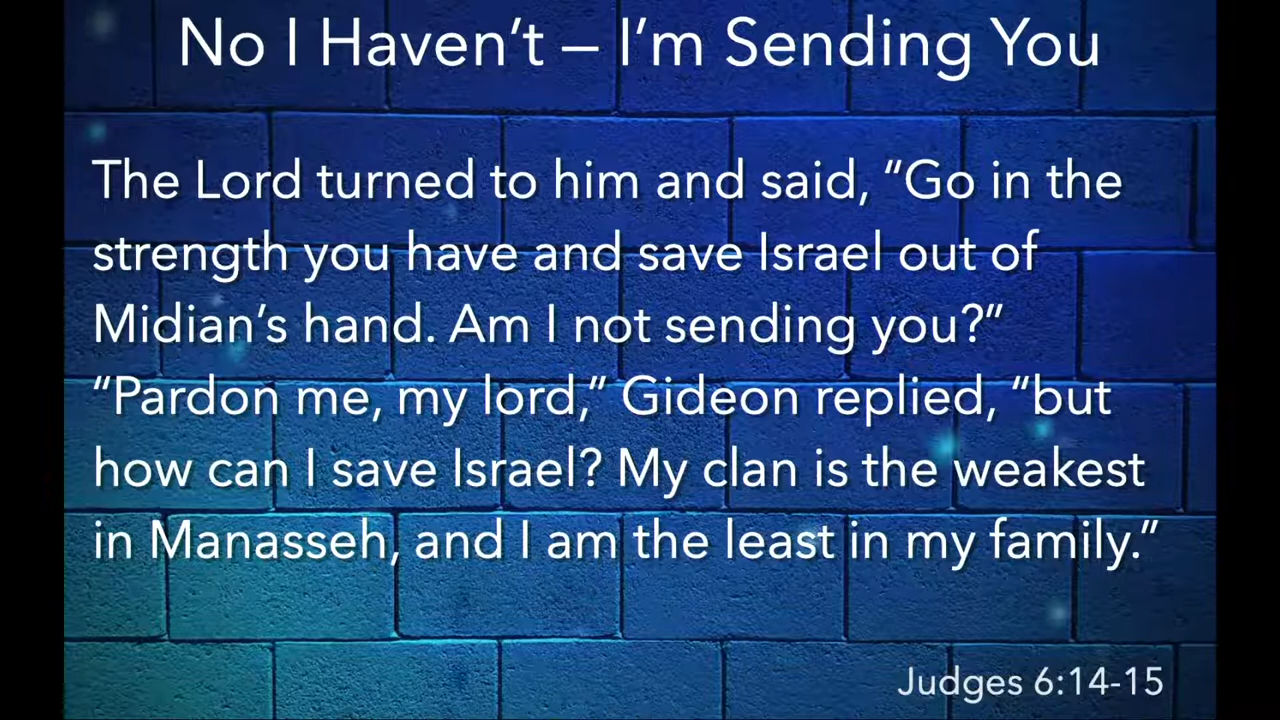 No I Haven’t – I’m Sending You
The Lord turned to him and said, “Go in the
strength you have and save Israel out of
Midian’s hand. Am I not sending you?”
“Pardon me, my lord,” Gideon replied, “but
how can I save Israel? My clan is the weakest
in Manasseh, and I am the least in my family.”
Judges 6:14-15